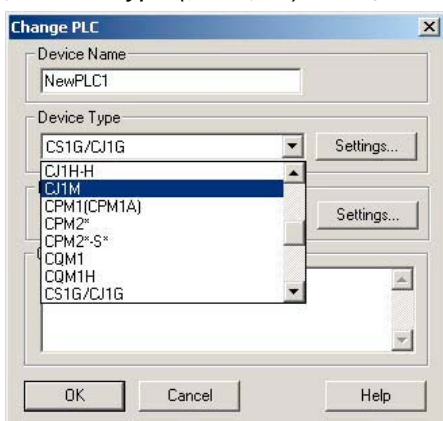 Change PLC
Device Name
NewPLC1
Device Type
CS1G/CJ1G
Settings...
CJ1H-H
CJ1M
CPM1(CPM1A)
CPM2*
Settings...
CPM2*-S*
CQM1
CQM1H
CS1G/CJ1G
OK Cancel Help